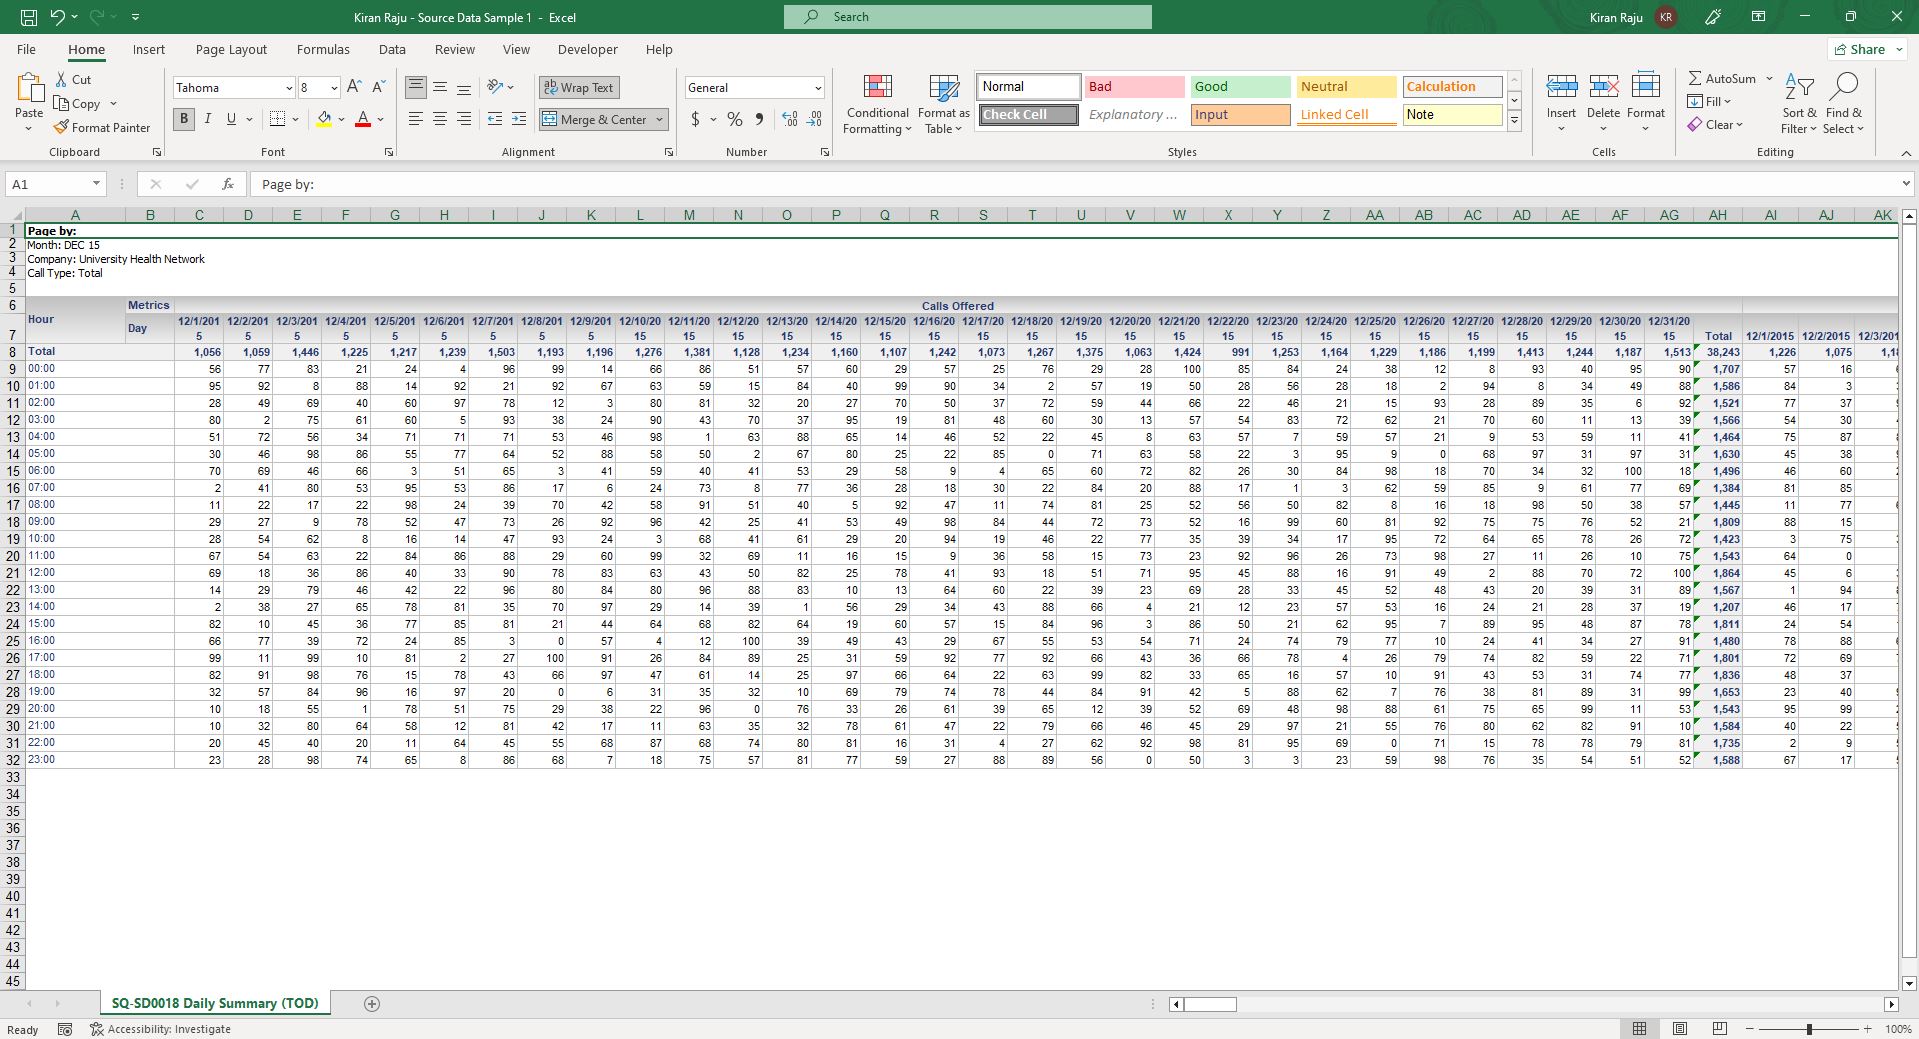 Kiran Raju - Source Data Sample 1 - Excel
Search
Kiran Raju KR
File Home Insert Page Layout Formulas Data Review View Developer Help
Share
Paste
Cut
Copy
Format Painter
Clipboard
Tahoma 8
B I U
Font
Wrap Text
Merge & Center
Alignment
General
$ %
Number
Conditional Formatting
Format as Table
Normal Bad Good Neutral Calculation
Check Cell Explanatory ... Input Linked Cell Note
Styles
Insert Delete Format
Cells
AutoSum
Fill
Clear
Sort & Filter
Find & Select
Editing
A1 fx Page by:
A B C D E F G H I J K L M N O P Q R S T U V W X Y Z AA AB AC AD AE AF AG AH AI AJ AK
1 Page by:
2 Month: DEC 15
3 Company: University Health Network
4 Call Type: Total
5
6 Metrics Calls Offered
7 Hour Day 12/1/2015 12/2/2015 12/3/2015 12/4/2015 12/5/2015 12/6/2015 12/7/2015 12/8/2015 12/9/2015 12/10/2015 12/11/2015 12/12/2015 12/13/2015 12/14/2015 12/15/2015 12/16/2015 12/17/2015 12/18/2015 12/19/2015 12/20/2015 12/21/2015 12/22/2015 12/23/2015 12/24/2015 12/25/2015 12/26/2015 12/27/2015 12/28/2015 12/29/2015 12/30/2015 12/31/2015 Total 12/1/2015 12/2/2015 12/3/201
8 Total 1,056 1,059 1,446 1,225 1,217 1,239 1,503 1,193 1,196 1,276 1,381 1,128 1,234 1,160 1,107 1,242 1,073 1,267 1,375 1,063 1,424 991 1,253 1,164 1,229 1,186 1,199 1,413 1,244 1,187 1,513 38,243 1,226 1,075
9 00:00 56 77 83 21 24 4 96 99 14 66 86 51 57 60 29 57 25 76 29 28 100 85 84 24 38 12 8 93 40 95 90 1,707 57 16
10 01:00 95 92 8 88 14 92 21 92 67 63 59 15 84 40 99 90 34 2 57 19 50 28 56 28 18 2 94 8 34 49 88 1,586 84 3
11 02:00 28 49 69 40 60 97 78 12 3 80 81 32 20 27 70 50 37 72 59 44 66 22 46 21 15 93 28 89 35 6 92 1,521 77 37
12 03:00 80 2 75 61 60 5 93 38 24 90 43 70 37 95 19 81 48 60 30 13 57 54 83 72 62 21 70 60 11 13 39 1,566 54 30
13 04:00 51 72 56 34 71 71 71 53 46 98 1 63 88 65 14 46 52 22 45 8 63 57 7 59 57 21 9 53 59 11 41 1,464 75 87
14 05:00 30 46 98 86 55 77 64 52 88 58 50 2 67 80 25 22 85 0 71 63 58 22 3 95 9 0 68 97 31 97 31 1,630 45 38
15 06:00 70 69 46 66 3 51 65 3 41 59 40 41 53 29 58 9 4 65 60 72 82 26 30 84 98 18 70 34 32 100 18 1,496 46 60
16 07:00 2 41 80 53 95 53 86 17 6 24 73 8 77 36 28 18 30 22 84 20 88 17 1 3 62 59 85 9 61 77 69 1,384 81 85
17 08:00 11 22 17 22 98 24 39 70 42 58 91 51 40 5 92 47 11 74 81 25 52 56 50 82 8 16 18 98 50 38 57 1,445 11 77
18 09:00 29 27 9 78 52 47 73 26 92 96 42 25 41 53 49 98 84 44 72 73 52 16 99 60 81 92 75 75 76 52 21 1,809 88 15
19 10:00 28 54 62 8 16 14 47 93 24 3 68 41 61 29 20 94 19 46 22 77 35 39 34 17 95 72 64 65 78 26 72 1,423 3 75
20 11:00 67 54 63 22 84 86 88 29 60 99 32 69 11 16 15 9 36 58 15 73 23 92 96 26 73 98 27 11 26 10 75 1,543 64 0
21 12:00 69 18 36 86 40 33 90 78 83 63 43 50 82 25 78 41 93 18 51 71 95 45 88 16 91 49 2 88 70 72 100 1,864 45 6
22 13:00 14 29 79 46 42 22 96 80 84 80 96 88 83 10 13 64 60 22 39 23 69 28 33 45 52 48 43 20 39 31 89 1,567 1 94
23 14:00 2 38 27 65 78 81 35 70 97 29 14 39 1 56 29 34 43 88 66 4 21 12 23 57 53 16 24 21 28 37 19 1,207 46 17
24 15:00 82 10 45 36 77 85 81 21 44 64 68 82 64 19 60 57 15 84 96 3 86 50 21 62 95 7 89 95 48 87 78 1,811 24 54
25 16:00 66 77 39 72 24 85 3 0 57 4 12 100 39 49 43 29 67 55 53 54 71 24 74 79 77 10 24 41 34 27 91 1,480 78 88
26 17:00 99 11 99 10 81 2 27 100 91 26 84 89 25 31 59 92 77 92 66 43 36 66 78 4 26 79 74 82 59 22 71 1,801 72 69
27 18:00 82 91 98 76 15 78 43 66 97 47 61 14 25 97 66 64 22 63 99 82 33 65 16 57 10 91 43 53 31 74 77 1,836 48 37
28 19:00 32 57 84 96 16 97 20 0 6 31 35 32 10 69 79 74 78 44 84 91 42 5 88 62 7 76 38 81 89 31 99 1,653 23 40
29 20:00 10 18 55 1 78 51 75 29 38 22 96 0 76 33 26 61 39 65 12 39 52 69 48 98 88 61 75 65 99 11 53 1,543 95 99
30 21:00 10 32 80 64 58 12 81 42 17 11 63 35 32 78 61 47 22 79 66 46 45 29 97 21 55 76 80 62 82 91 10 1,584 40 22
31 22:00 20 45 40 20 11 64 45 55 68 87 68 74 80 81 16 31 4 27 62 92 98 81 95 69 0 71 15 78 78 79 81 1,735 2 9
32 23:00 23 28 98 74 65 8 86 68 7 18 75 57 81 77 59 27 88 89 56 0 50 3 3 23 59 98 76 35 54 51 52 1,588 67 17
33
34
35
36
37
38
39
40
41
42
43
44
45
SQ-SD0018 Daily Summary (TOD)
Ready Accessibility: Investigate 100%